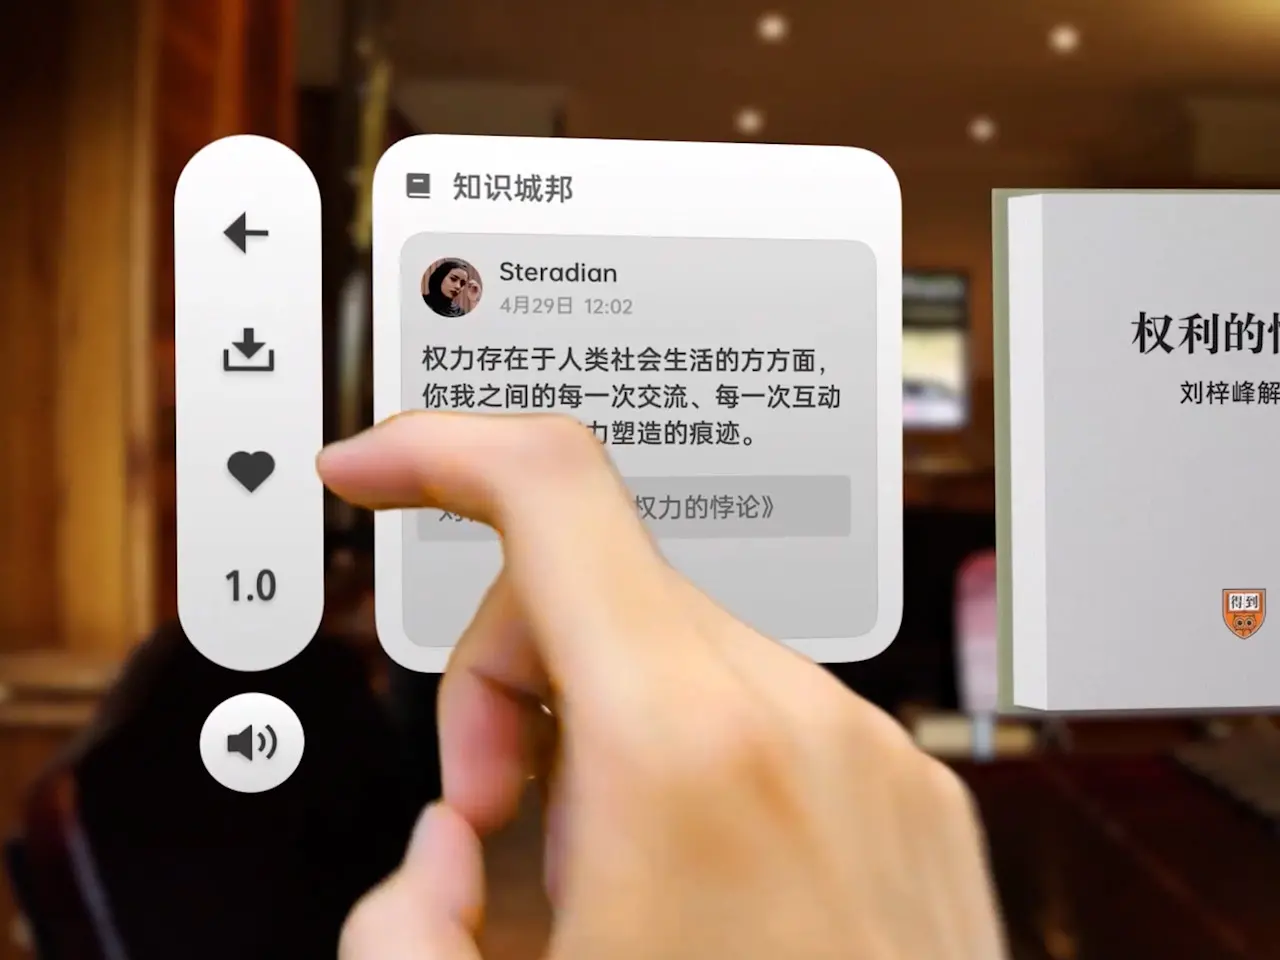 知识城邦
Steradian
4月29日 12:02
权力存在于人类社会生活的方方面，
你我之间的每一次交流、每一次互动
力塑造的痕迹。
权力的悖论》
1.0
权利的
刘梓峰解
得到